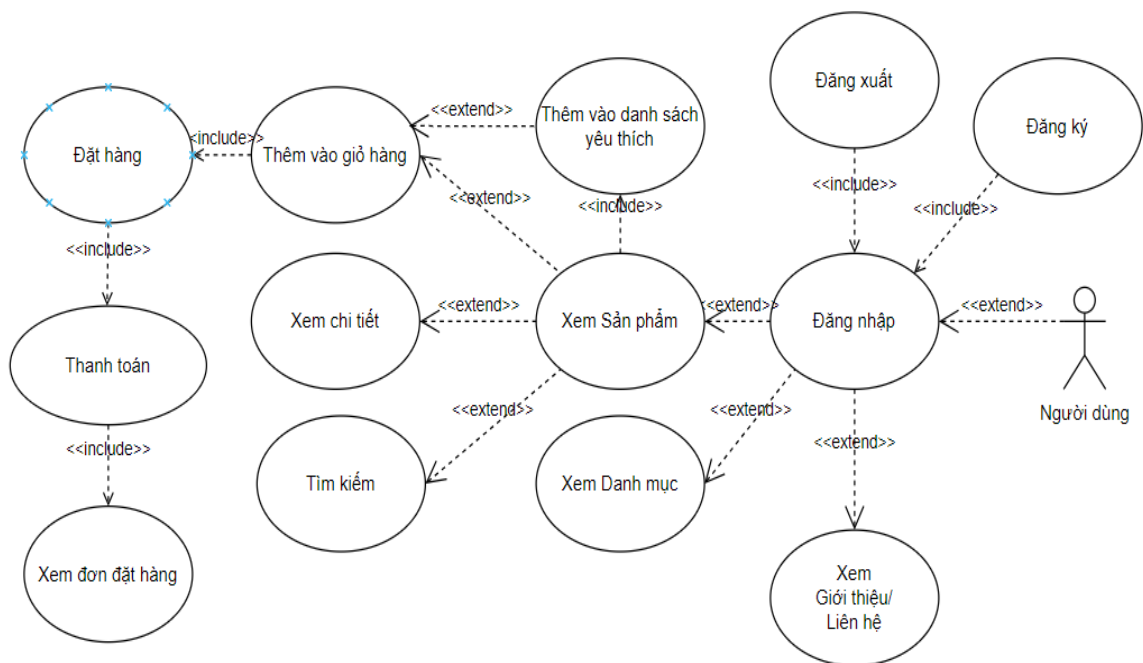 Đăng xuất
Đăng ký
Thêm vào danh sách
yêu thích
<<extend>>
Thêm vào giỏ hàng
<include>>
Đặt hàng
<<extend>>
<<include>>
<<include>>
<<include>>
<<include>>
Xem chi tiết
<<extend>>
Xem Sản phẩm
<<extend>>
Đăng nhập
<<extend>>
Thanh toán
Người dùng
<<extend>>
<<extend>>
<<extend>>
<<include>>
Tìm kiếm
Xem Danh mục
Xem đơn đặt hàng
Xem
Giới thiệu/
Liên hệ